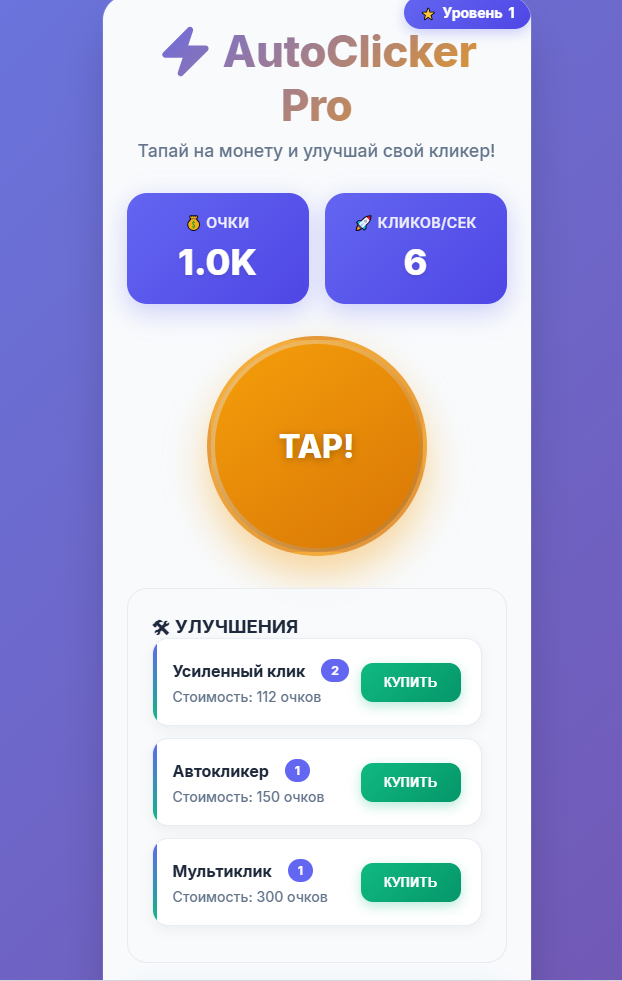 ⭐ Уровень 1
⚡ AutoClicker
Pro
Тапай на монету и улучшай свой кликер!
💰 ОЧКИ
1.0K
🚀 КЛИКОВ/СЕК
6
TAP!
🛠 УЛУЧШЕНИЯ
Усиленный клик 2
Стоимость: 112 очков
КУПИТЬ
Автокликер 1
Стоимость: 150 очков
КУПИТЬ
Мультиклик 1
Стоимость: 300 очков
КУПИТЬ